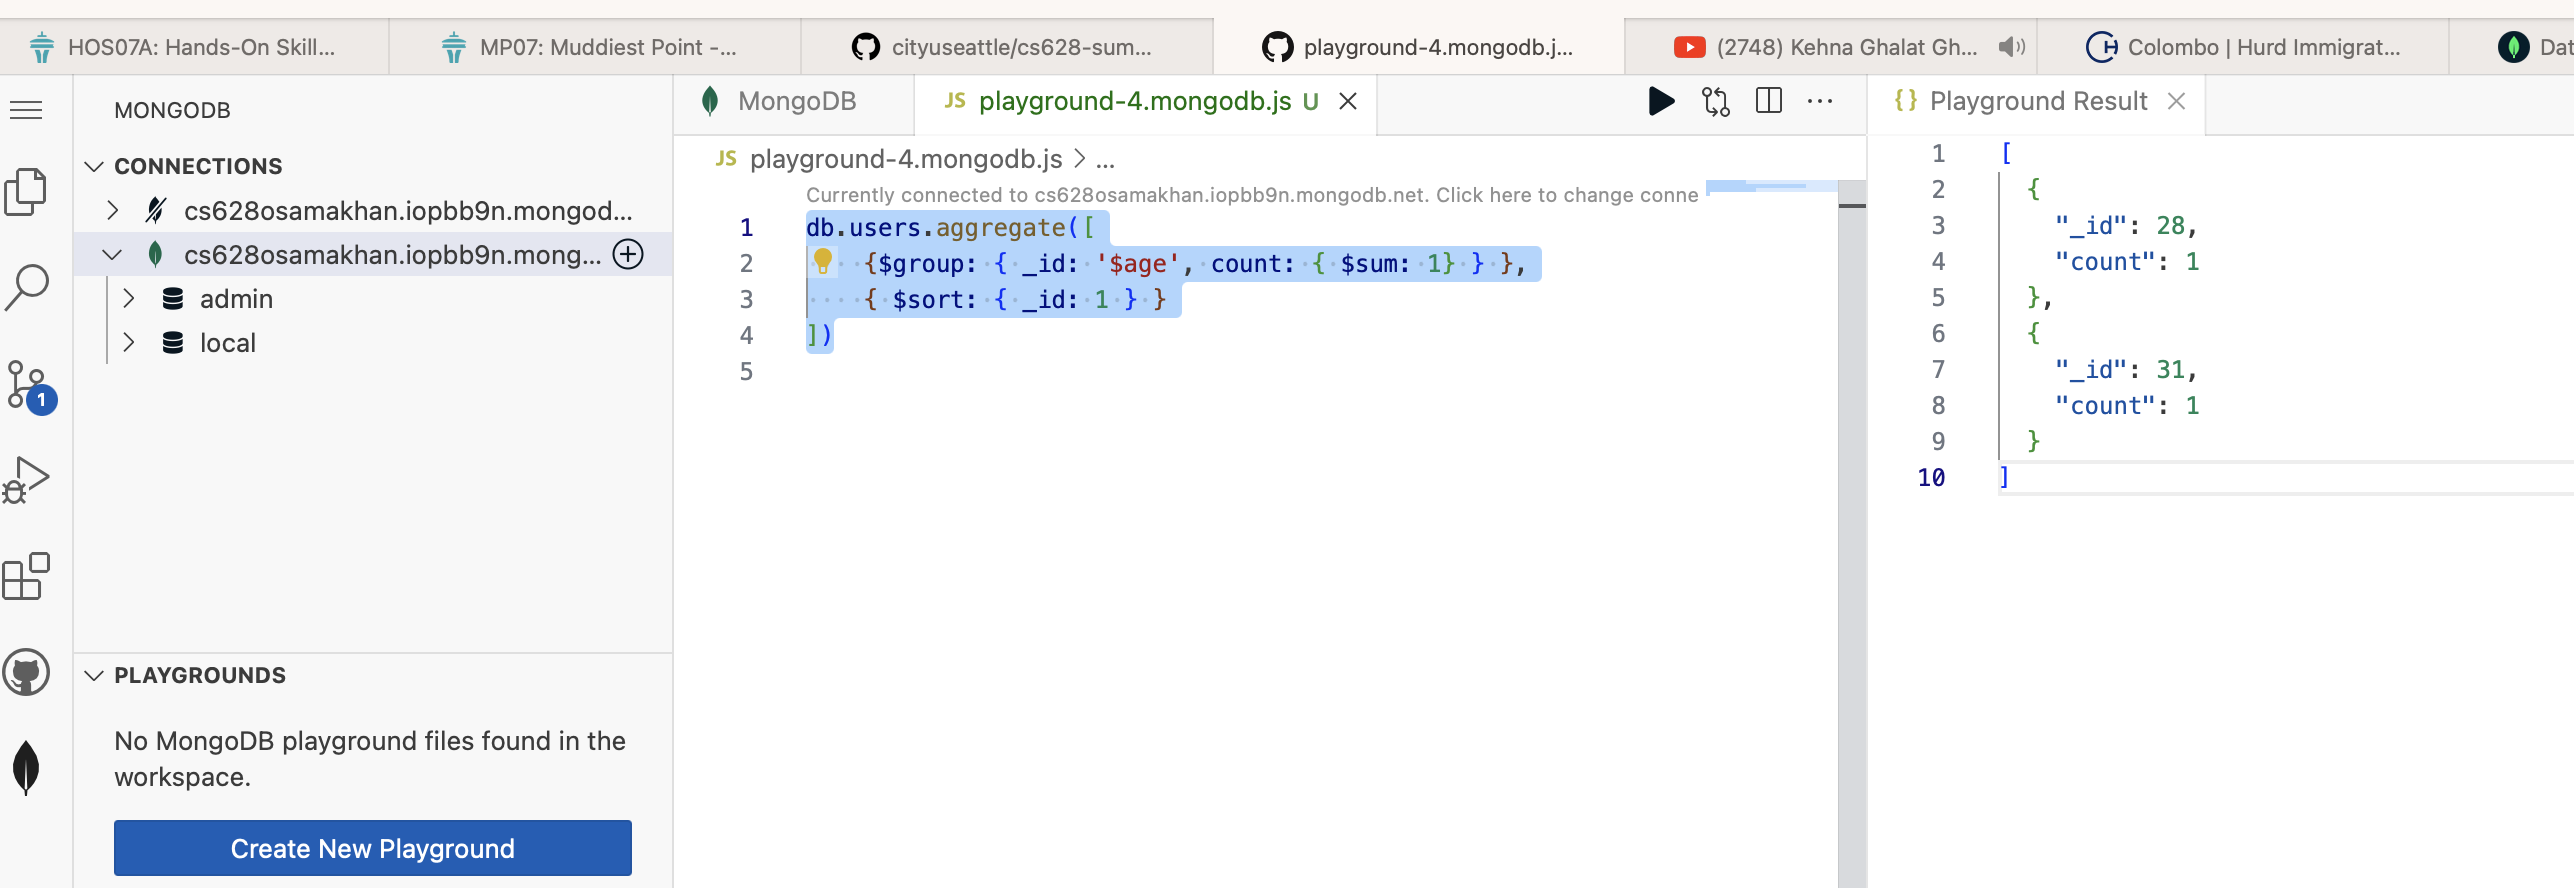 HOS07A: Hands-On Skill...
MP07: Muddiest Point -...
cityuseattle/cs628-sum...
playground-4.mongodb.j...
(2748) Kehna Ghalat Gh...
Colombo | Hurd Immigrat...
Dat
MONGODB
CONNECTIONS
cs628osamakhan.iopbb9n.mongod...
cs628osamakhan.iopbb9n.mong...
admin
local
1
PLAYGROUNDS
No MongoDB playground files found in the
workspace.
Create New Playground
MongoDB
JS playground-4.mongodb.js U
JS playground-4.mongodb.js > ...
Currently connected to cs628osamakhan.iopbb9n.mongodb.net. Click here to change conne
1 db.users.aggregate([
2 {$group: { _id: '$age', count: { $sum: 1} } },
3 { $sort: { _id: 1 } }
4 ])
5
{} Playground Result
1 [
2 {
3 "_id": 28,
4 "count": 1
5 },
6 {
7 "_id": 31,
8 "count": 1
9 }
10 ]